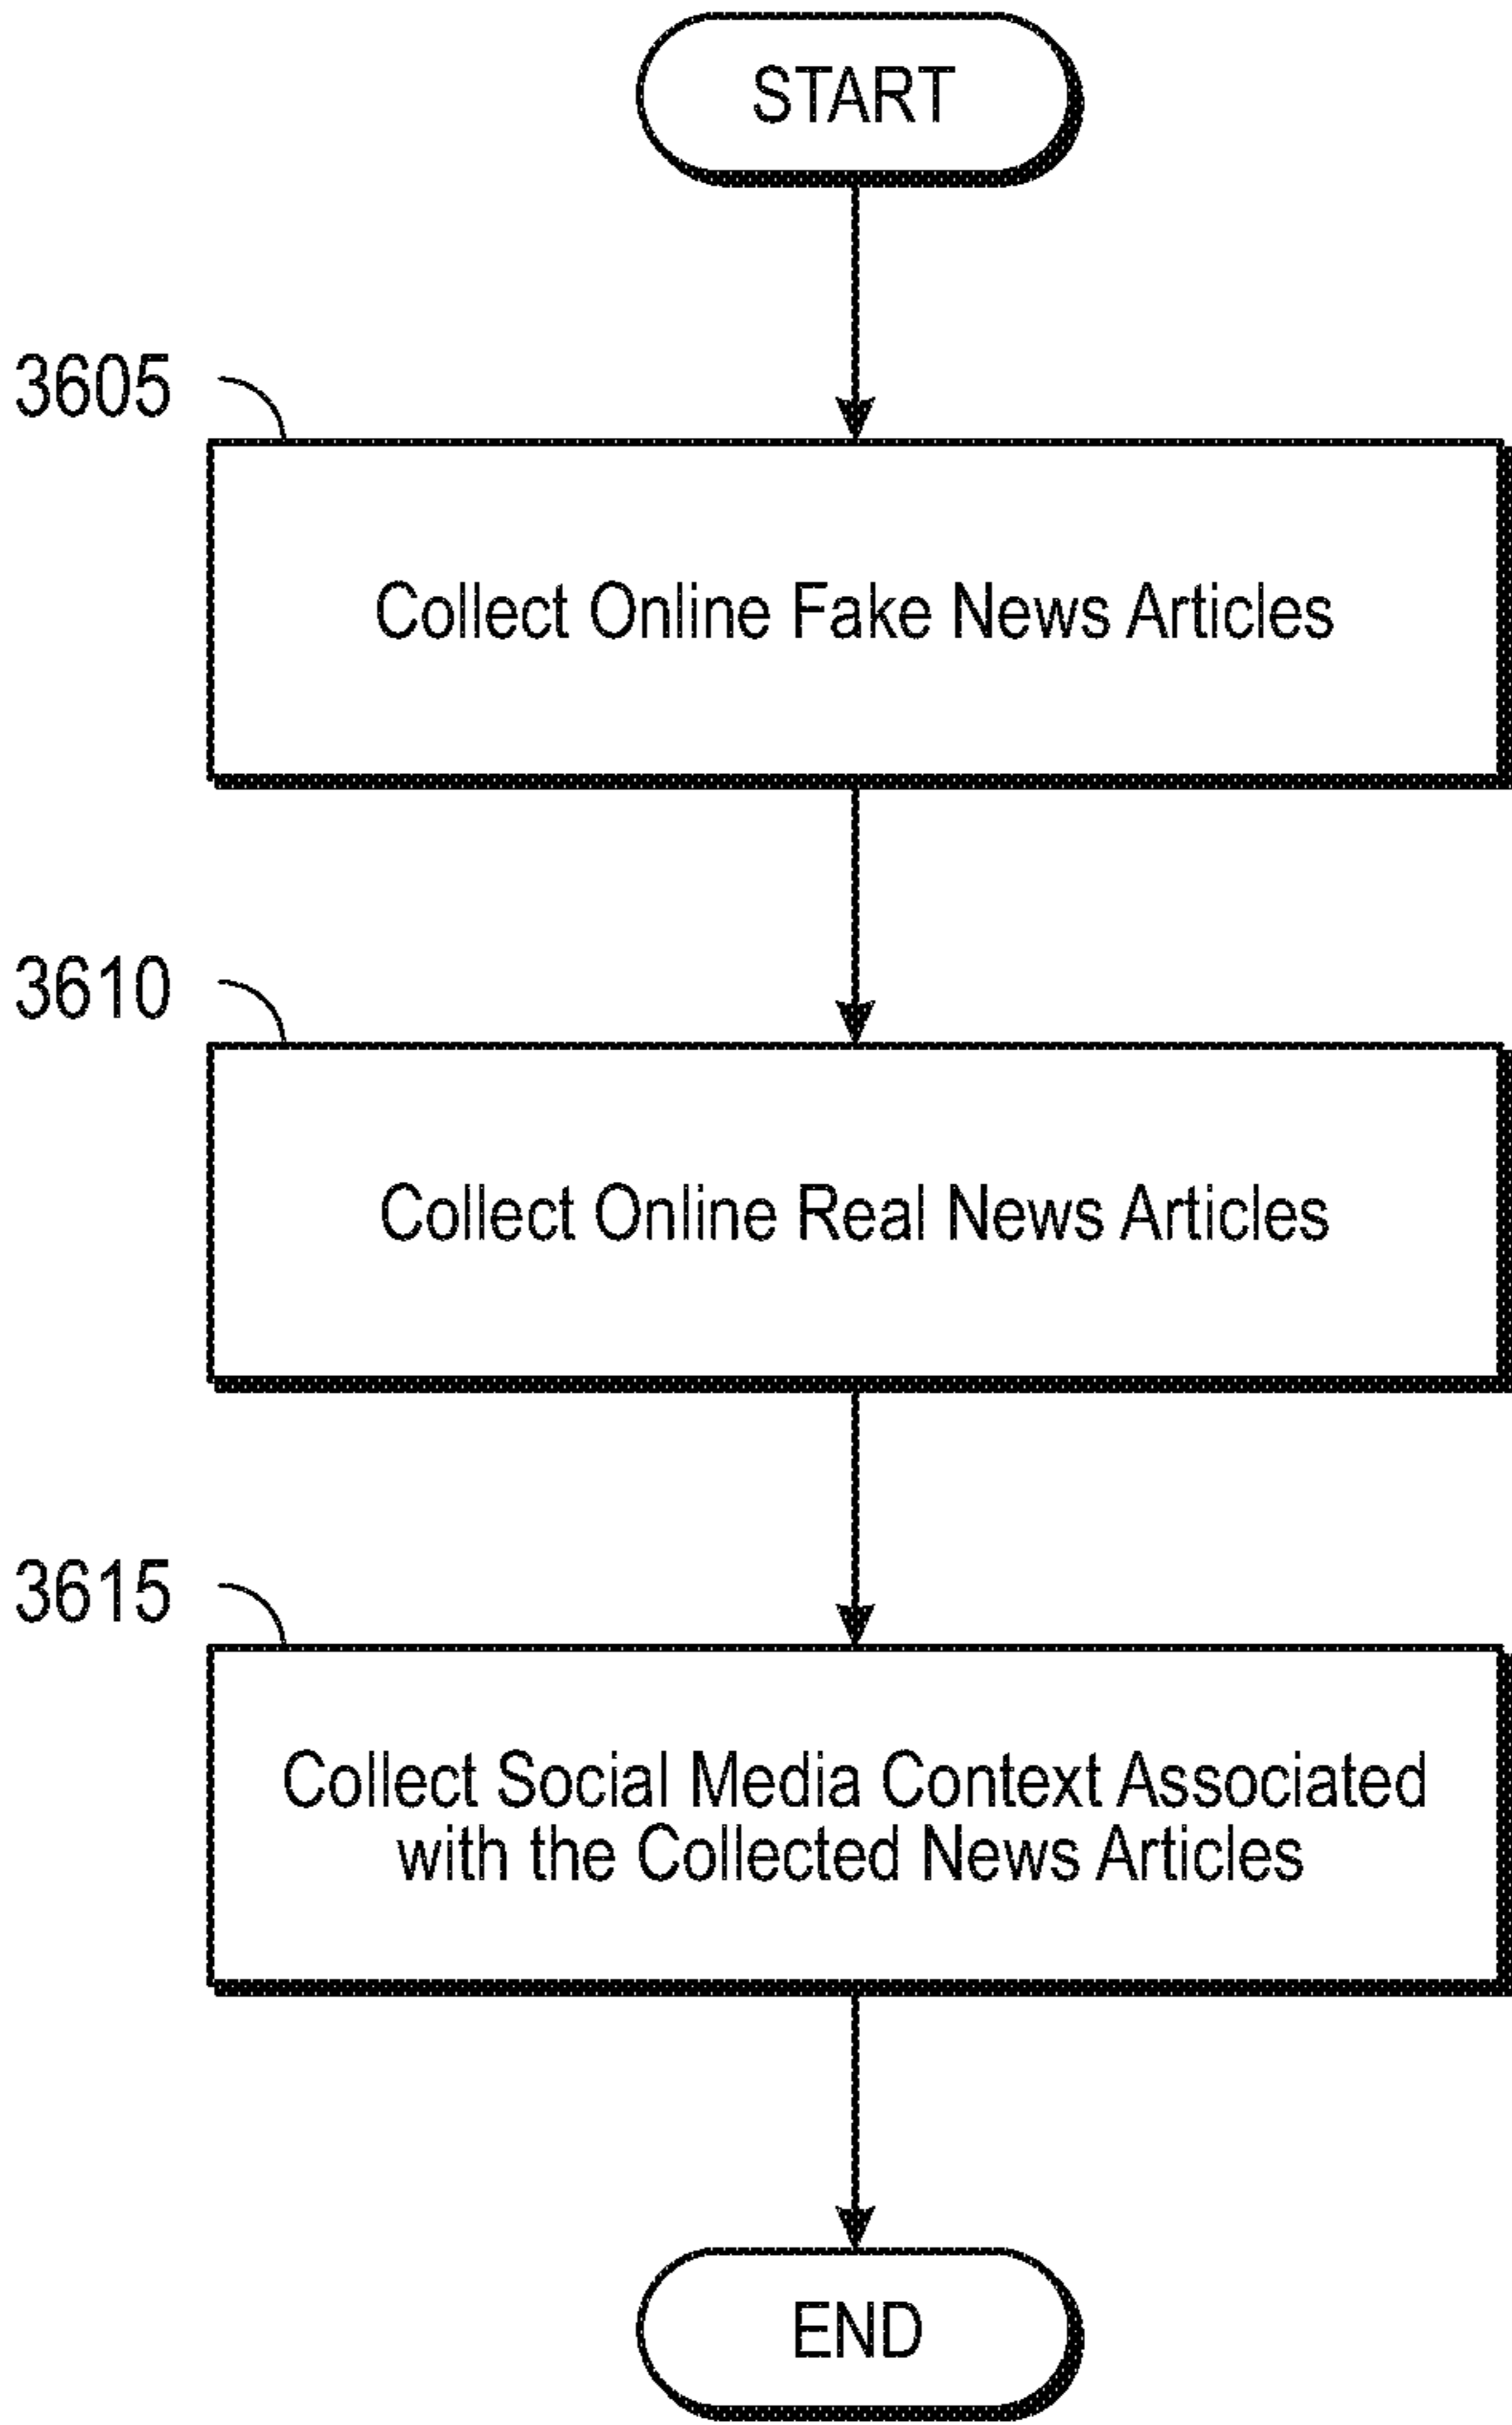 START
3605
Collect Online Fake News Articles
3610
Collect Online Real News Articles
3615
Collect Social Media Context Associated
with the Collected News Articles
END